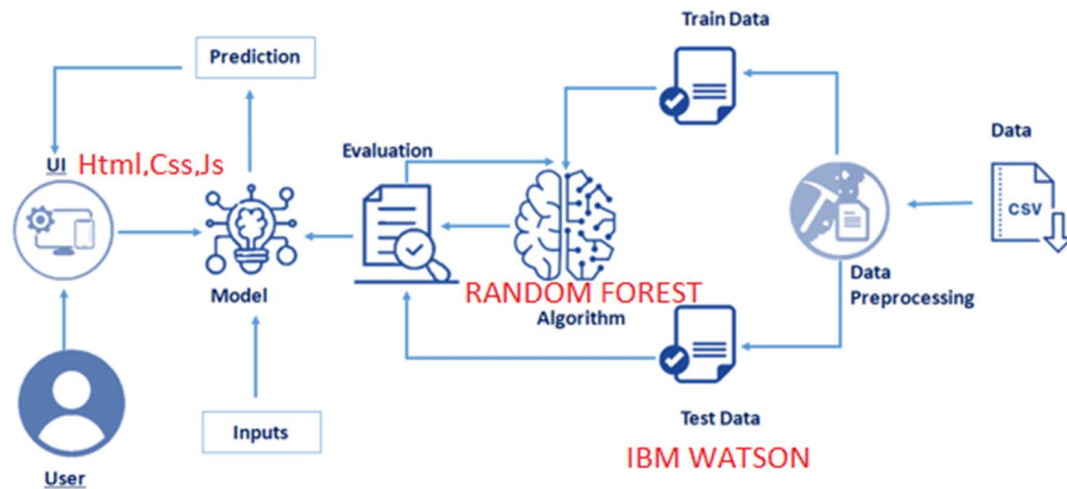 Train Data
Prediction
Data
Evaluation
UI Html,Css,Js
CSV
Model
RANDOM FOREST
Algorithm
Data
Preprocessing
Test Data
Inputs
IBM WATSON
User